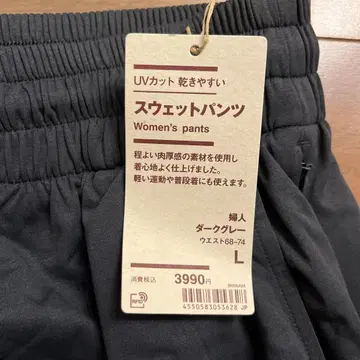 UVカット 乾きやすい
スウェットパンツ
Women's pants
程よい肉厚感の素材を使用し
着心地よく仕上げました。
軽い運動や普段着にも使えます。
婦人
ダークグレー
ウエスト68-74
L
消費税込 3990円
4550583053628 JP